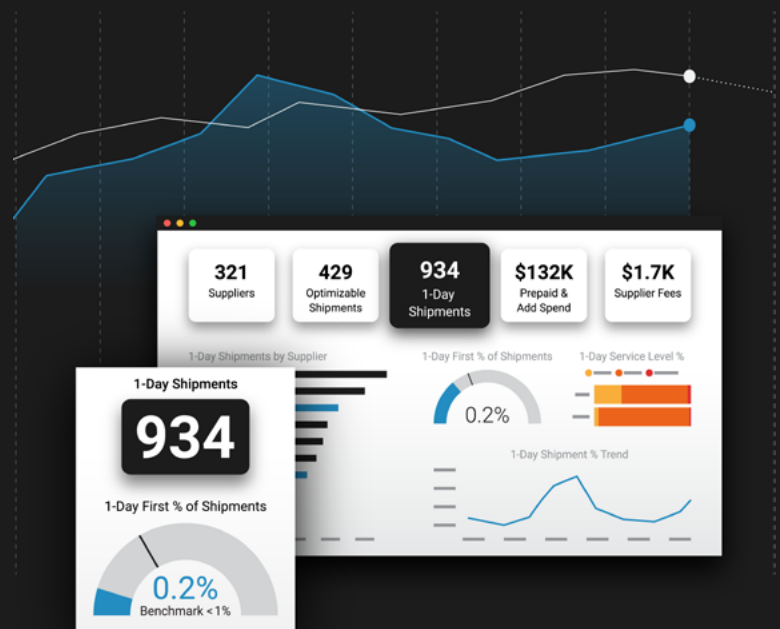 321
Suppliers
429
Optimizable
Shipments
934
1-Day
Shipments
$132K
Prepaid &
Add Spend
$1.7K
Supplier Fees
1-Day Shipments by Supplier
1-Day First % of Shipments
0.2%
1-Day Service Level %
1-Day Shipment % Trend
1-Day Shipments
934
1-Day First % of Shipments
0.2%
Benchmark <1%